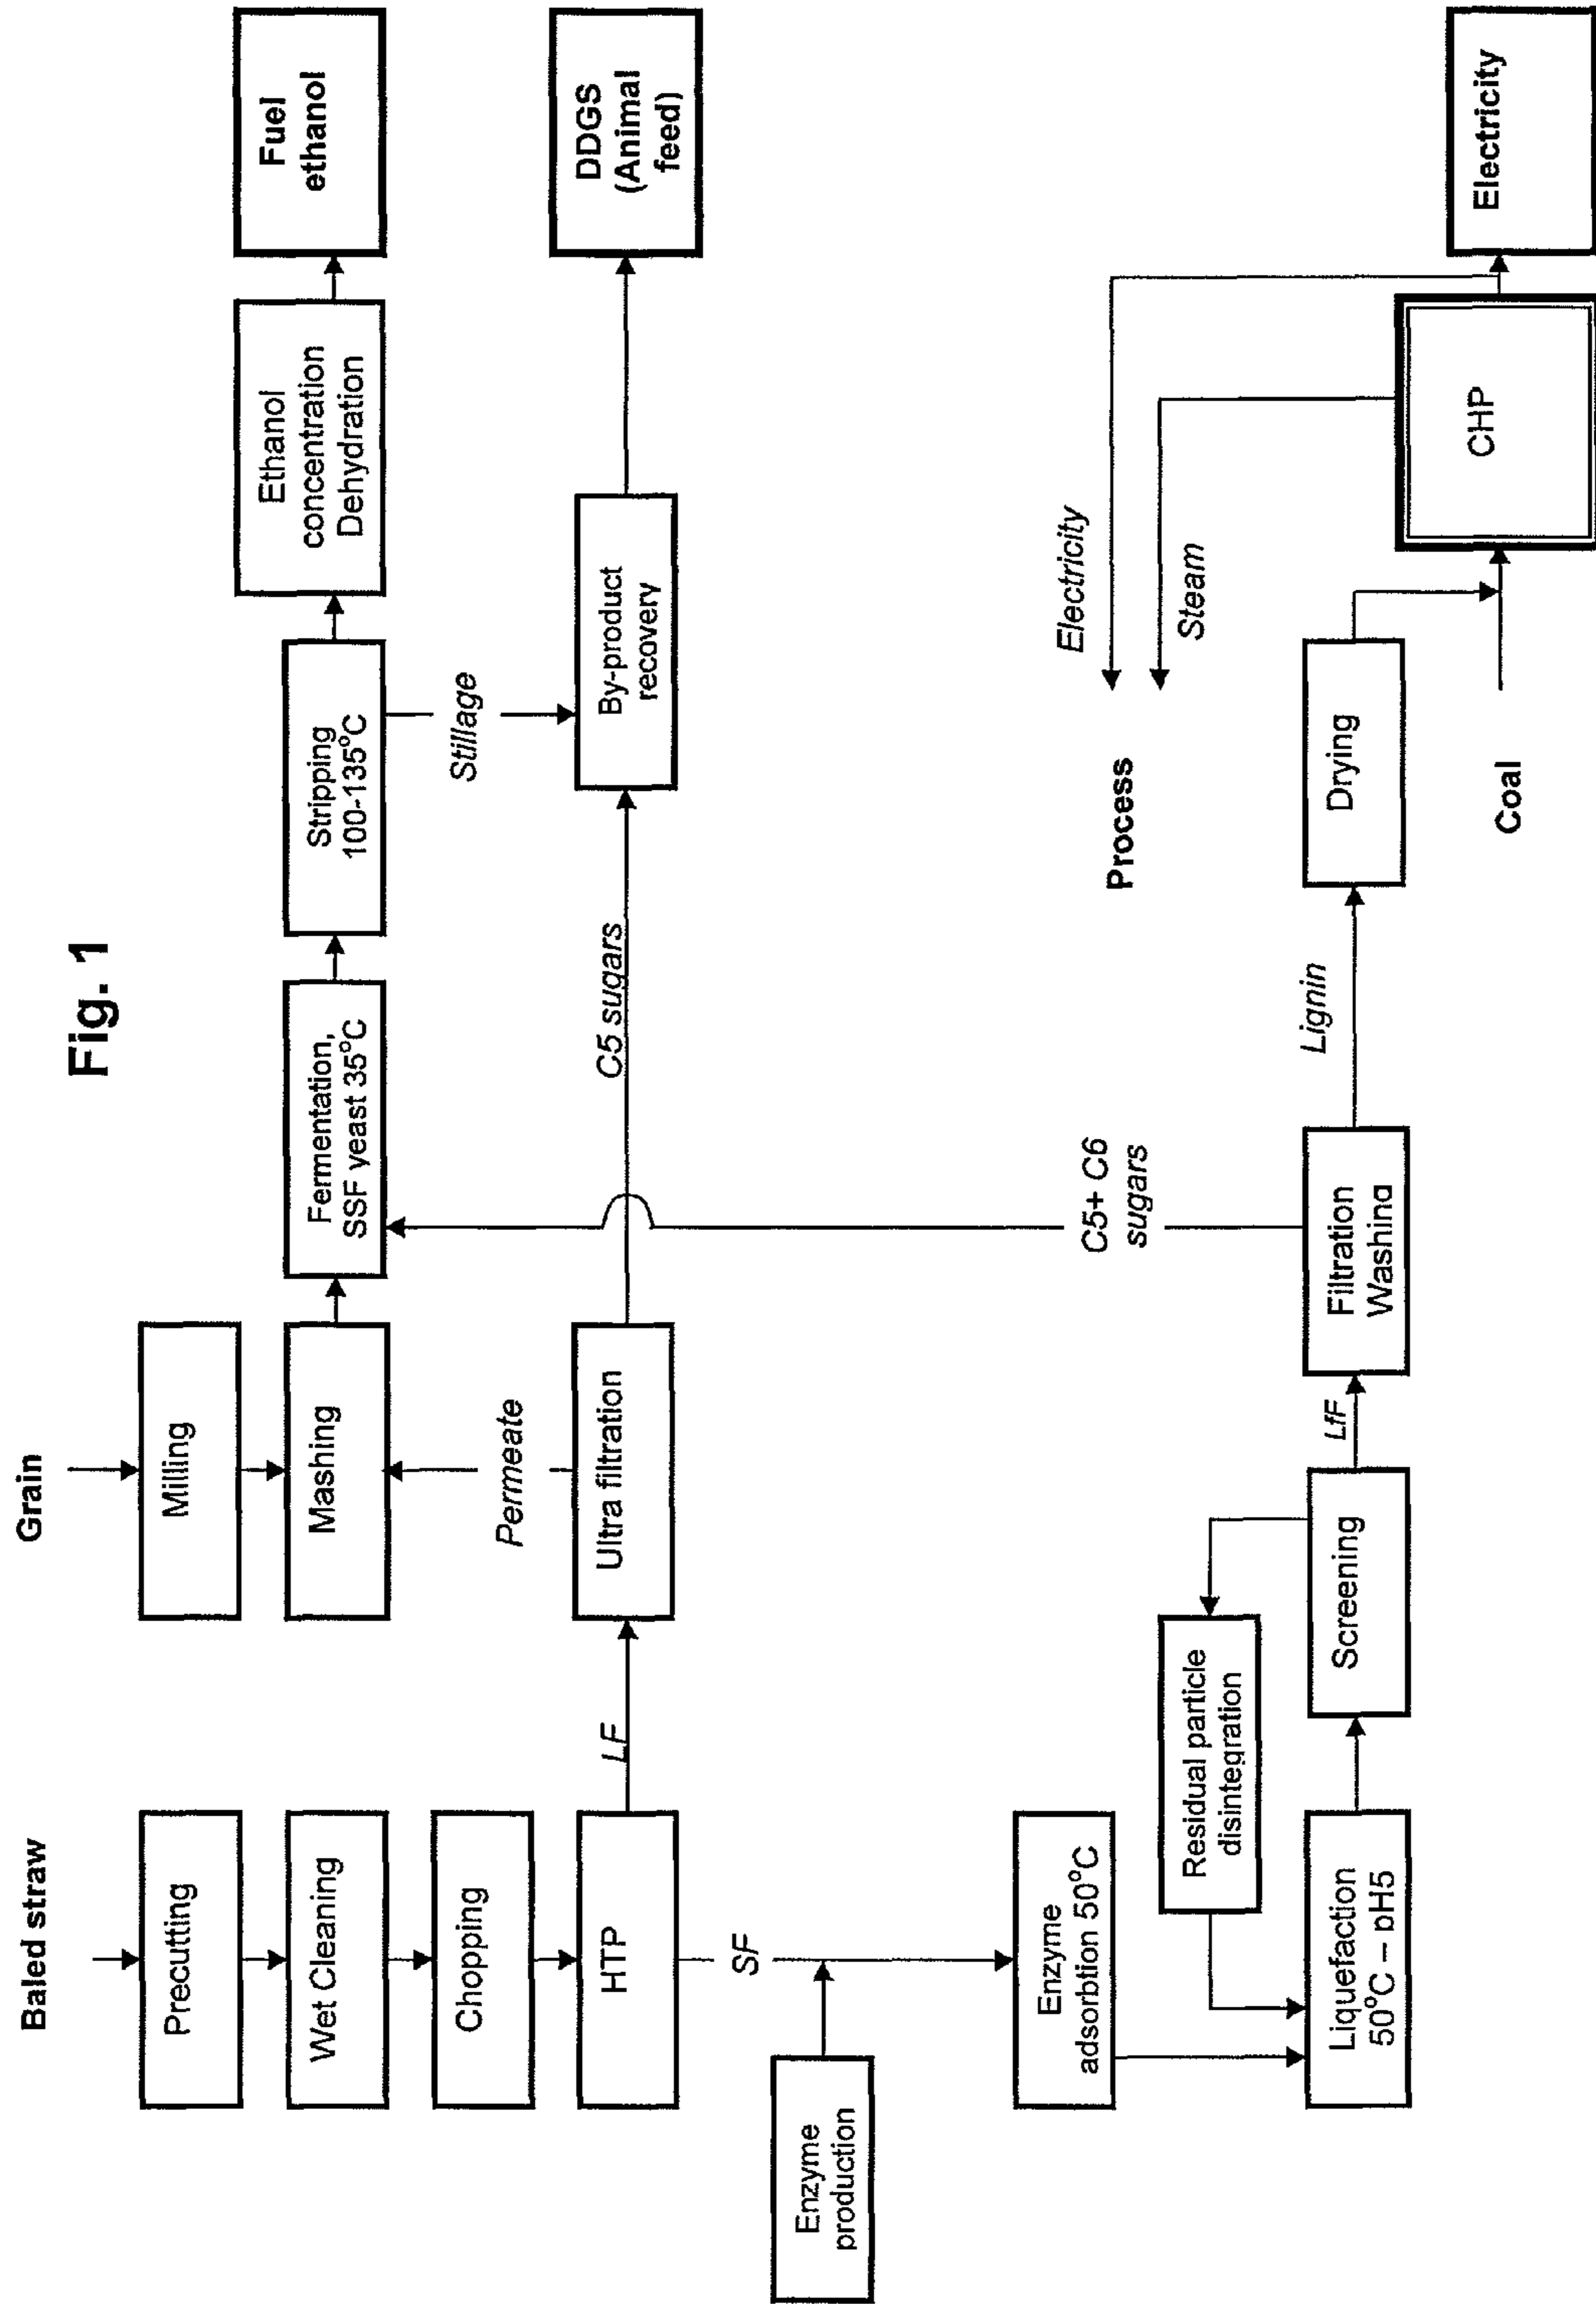 Fig. 1
Baled straw
Precutting
Wet Cleaning
Chopping
HTP
LF
SF
Enzyme
production
Enzyme
adsorbtion 50°C
Liquefaction
50°C – pH5
Residual particle
disintegration
Screening
LfF
Filtration
Washing
C5+ C6
sugars
Lignin
Drying
Coal
CHP
Process
Electricity
Steam
Electricity
Grain
Milling
Mashing
Permeate
Ultra filtration
C5 sugars
Fermentation,
SSF yeast 35°C
Stripping
100-135°C
Stillage
By-product
recovery
Ethanol
concentration
Dehydration
Fuel
ethanol
DDGS
(Animal
feed)